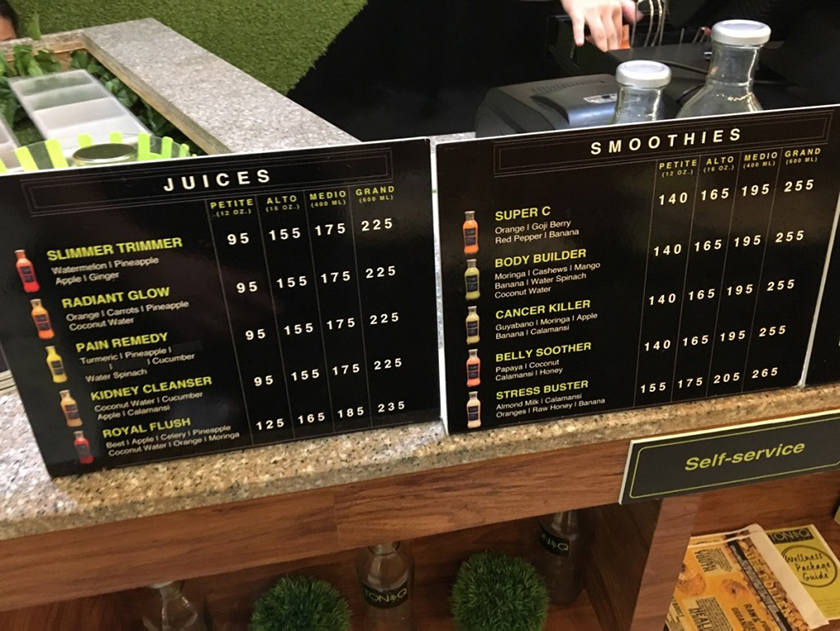 JUICES
PETITE ALTO MEDIO GRAND
(12 OZ.) (16 OZ.) (400 ML) (600 ML)
SLIMMER TRIMMER 95 155 175 225
Watermelon | Pineapple
Apple | Ginger
RADIANT GLOW 95 155 175 225
Orange | Carrots | Pineapple
Coconut Water
PAIN REMEDY 95 155 175 225
Turmeric | Pineapple |
| | Cucumber
Water Spinach
KIDNEY CLEANSER 95 155 175 225
Coconut Water | Cucumber
Apple | Calamansi
ROYAL FLUSH 125 165 185 235
Beet | Apple | Celery | Pineapple
Coconut Water | Orange | Moringa
SMOOTHIES
PETITE ALTO MEDIO GRAND
(12 OZ.) (16 OZ.) (400 ML) (600 ML)
SUPER C 140 165 195 255
Orange | Goji Berry
Red Pepper | Banana
BODY BUILDER 140 165 195 255
Moringa | Cashews | Mango
Banana | Water Spinach
Coconut Water
CANCER KILLER 140 165 195 255
Guyabano | Moringa | Apple
Banana | Calamansi
BELLY SOOTHER 140 165 195 255
Papaya | Coconut
Calamansi | Honey
STRESS BUSTER 155 175 205 265
Almond Milk | Calamansi
Oranges | Raw Honey | Banana
Self-service
TONQ
TONQ
TONQ
Wellness
Package
Guide